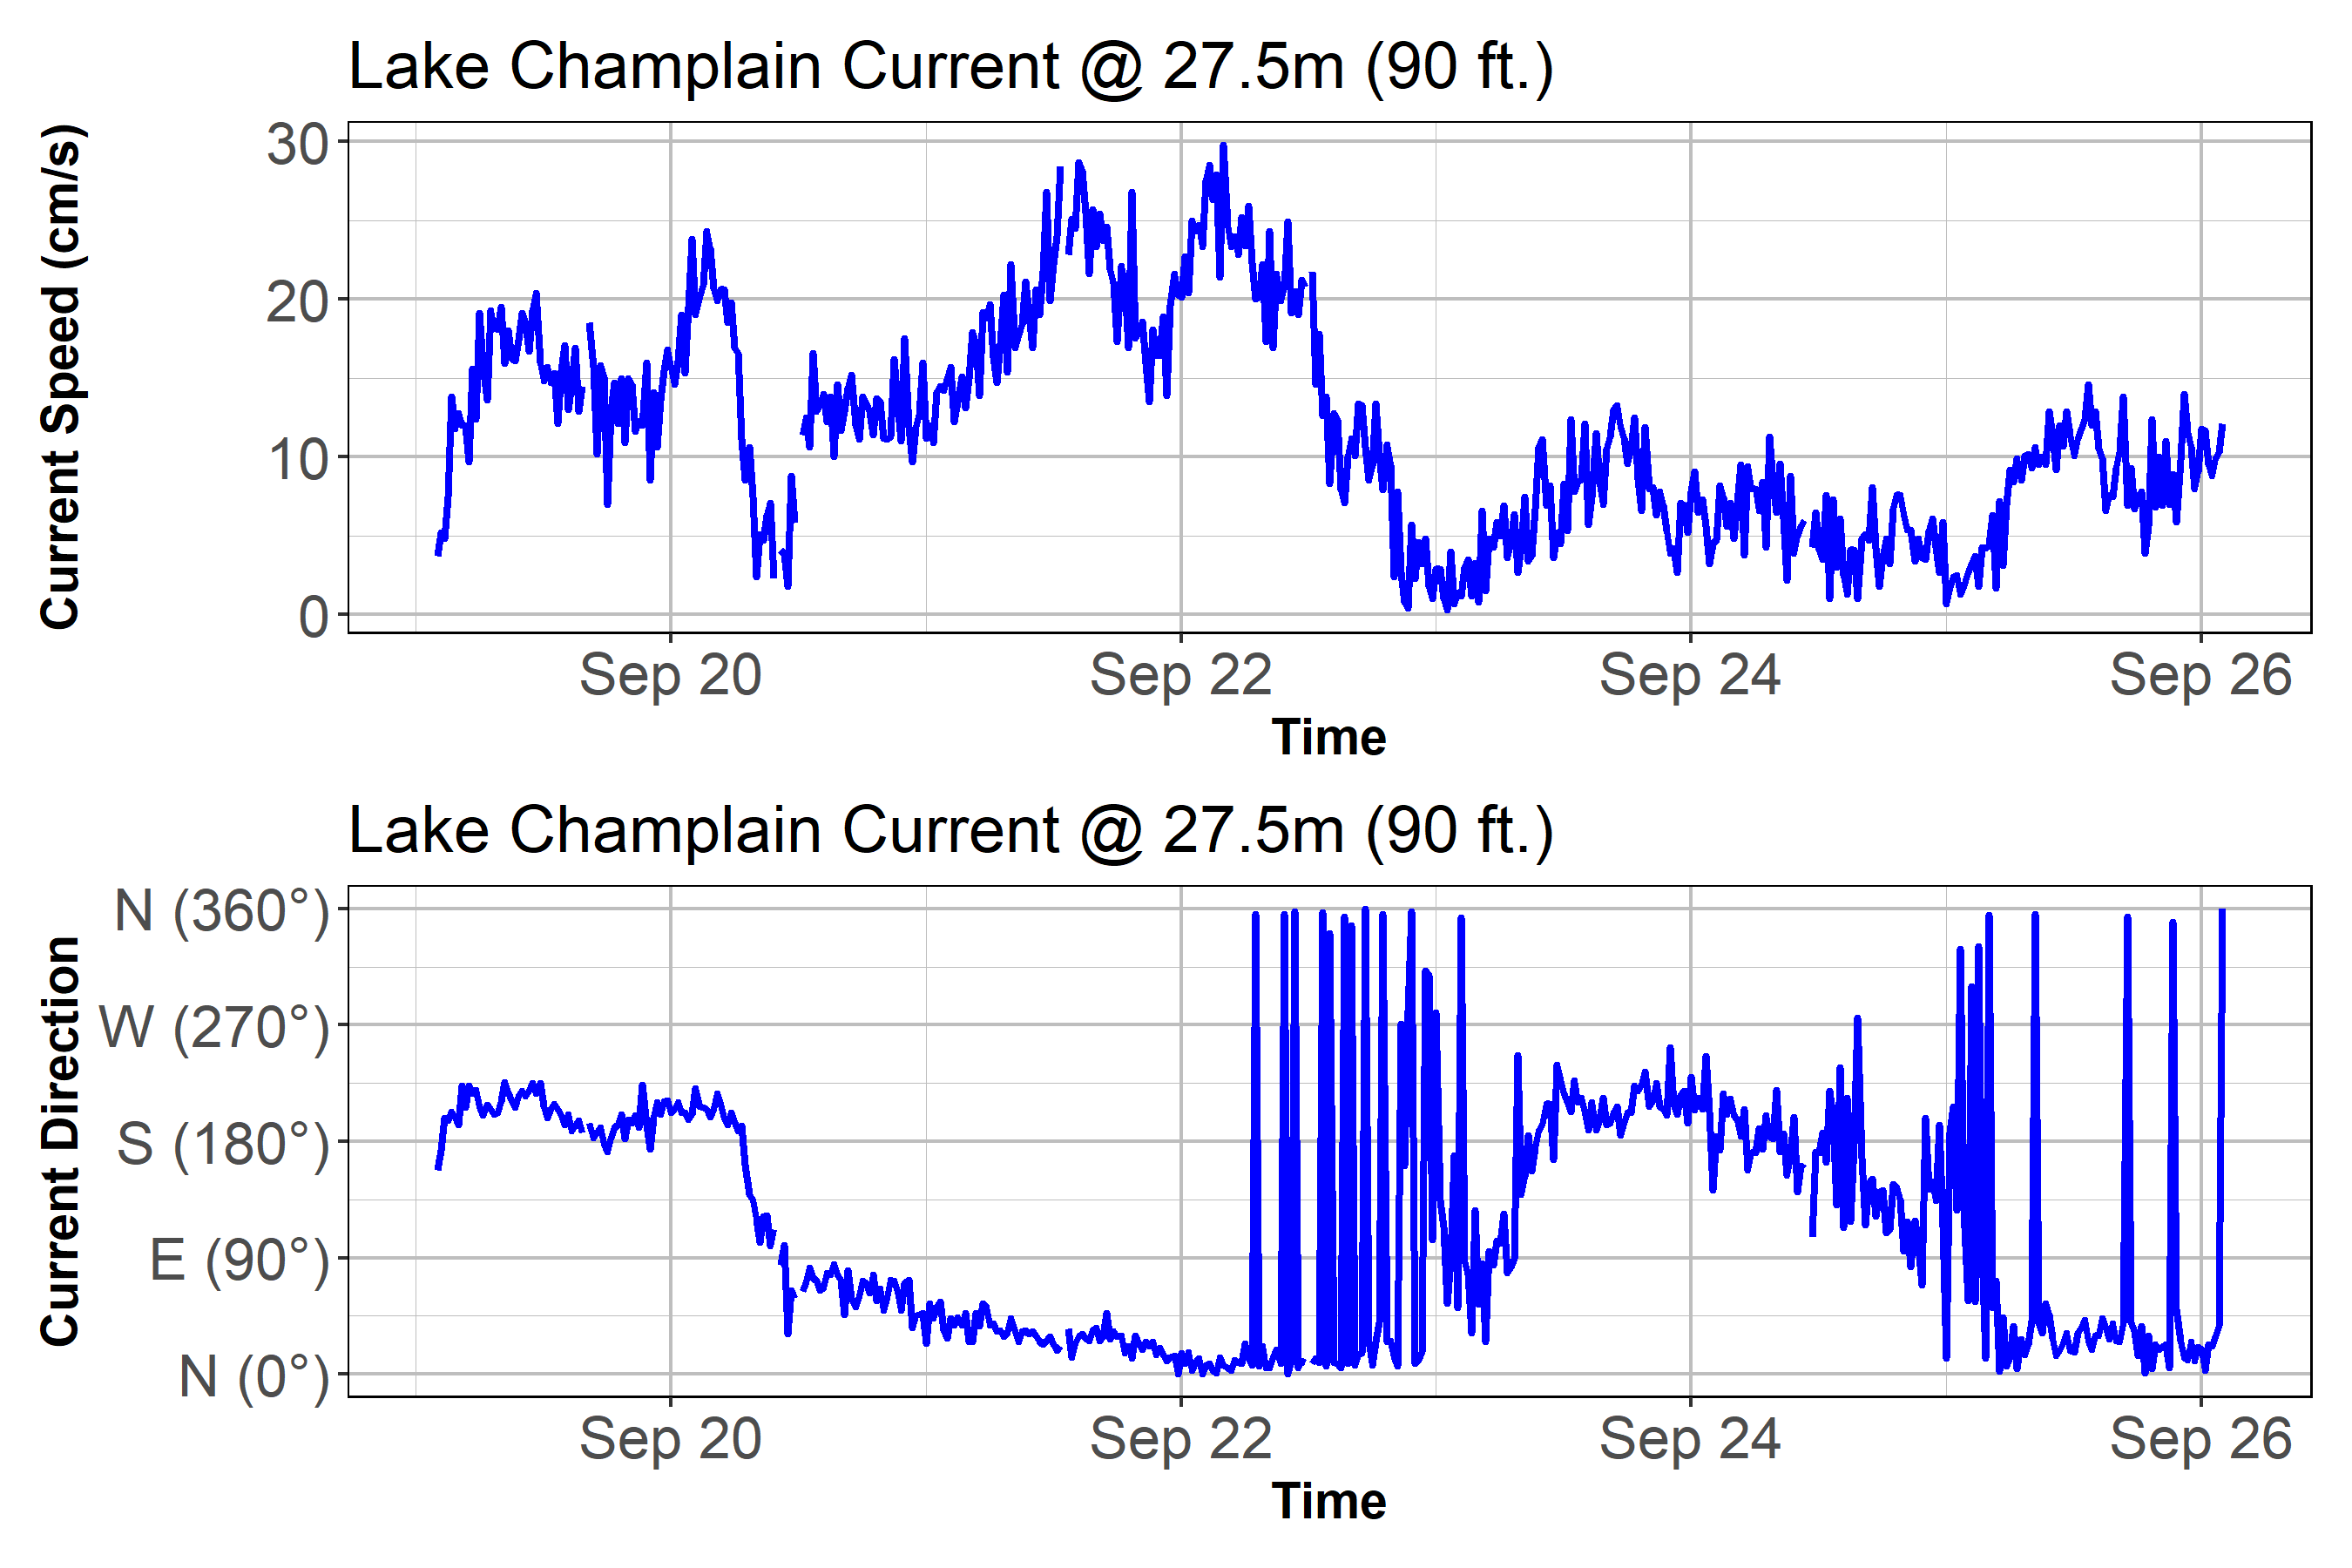 Lake Champlain Current @ 27.5m (90 ft.)
Current Speed (cm/s)
30
20
10
0
Sep 20 Sep 22 Sep 24 Sep 26
Time
Lake Champlain Current @ 27.5m (90 ft.)
Current Direction
N (360°)
W (270°)
S (180°)
E (90°)
N (0°)
Sep 20 Sep 22 Sep 24 Sep 26
Time